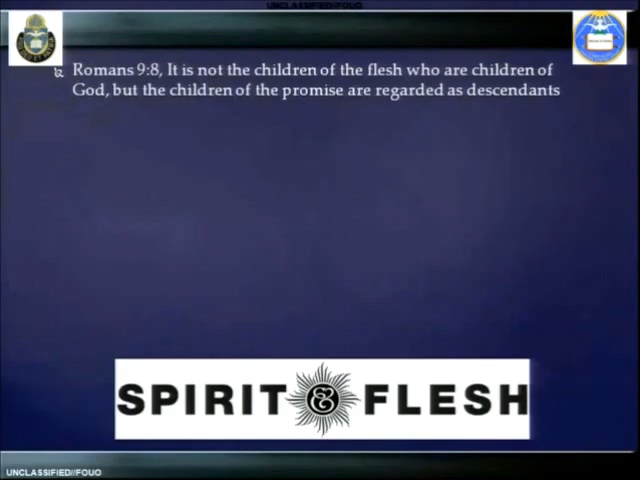 UNCLASSIFIED//FOUO
Romans 9:8, It is not the children of the flesh who are children of
God, but the children of the promise are regarded as descendants
SPIRIT & FLESH
UNCLASSIFIED//FOUO